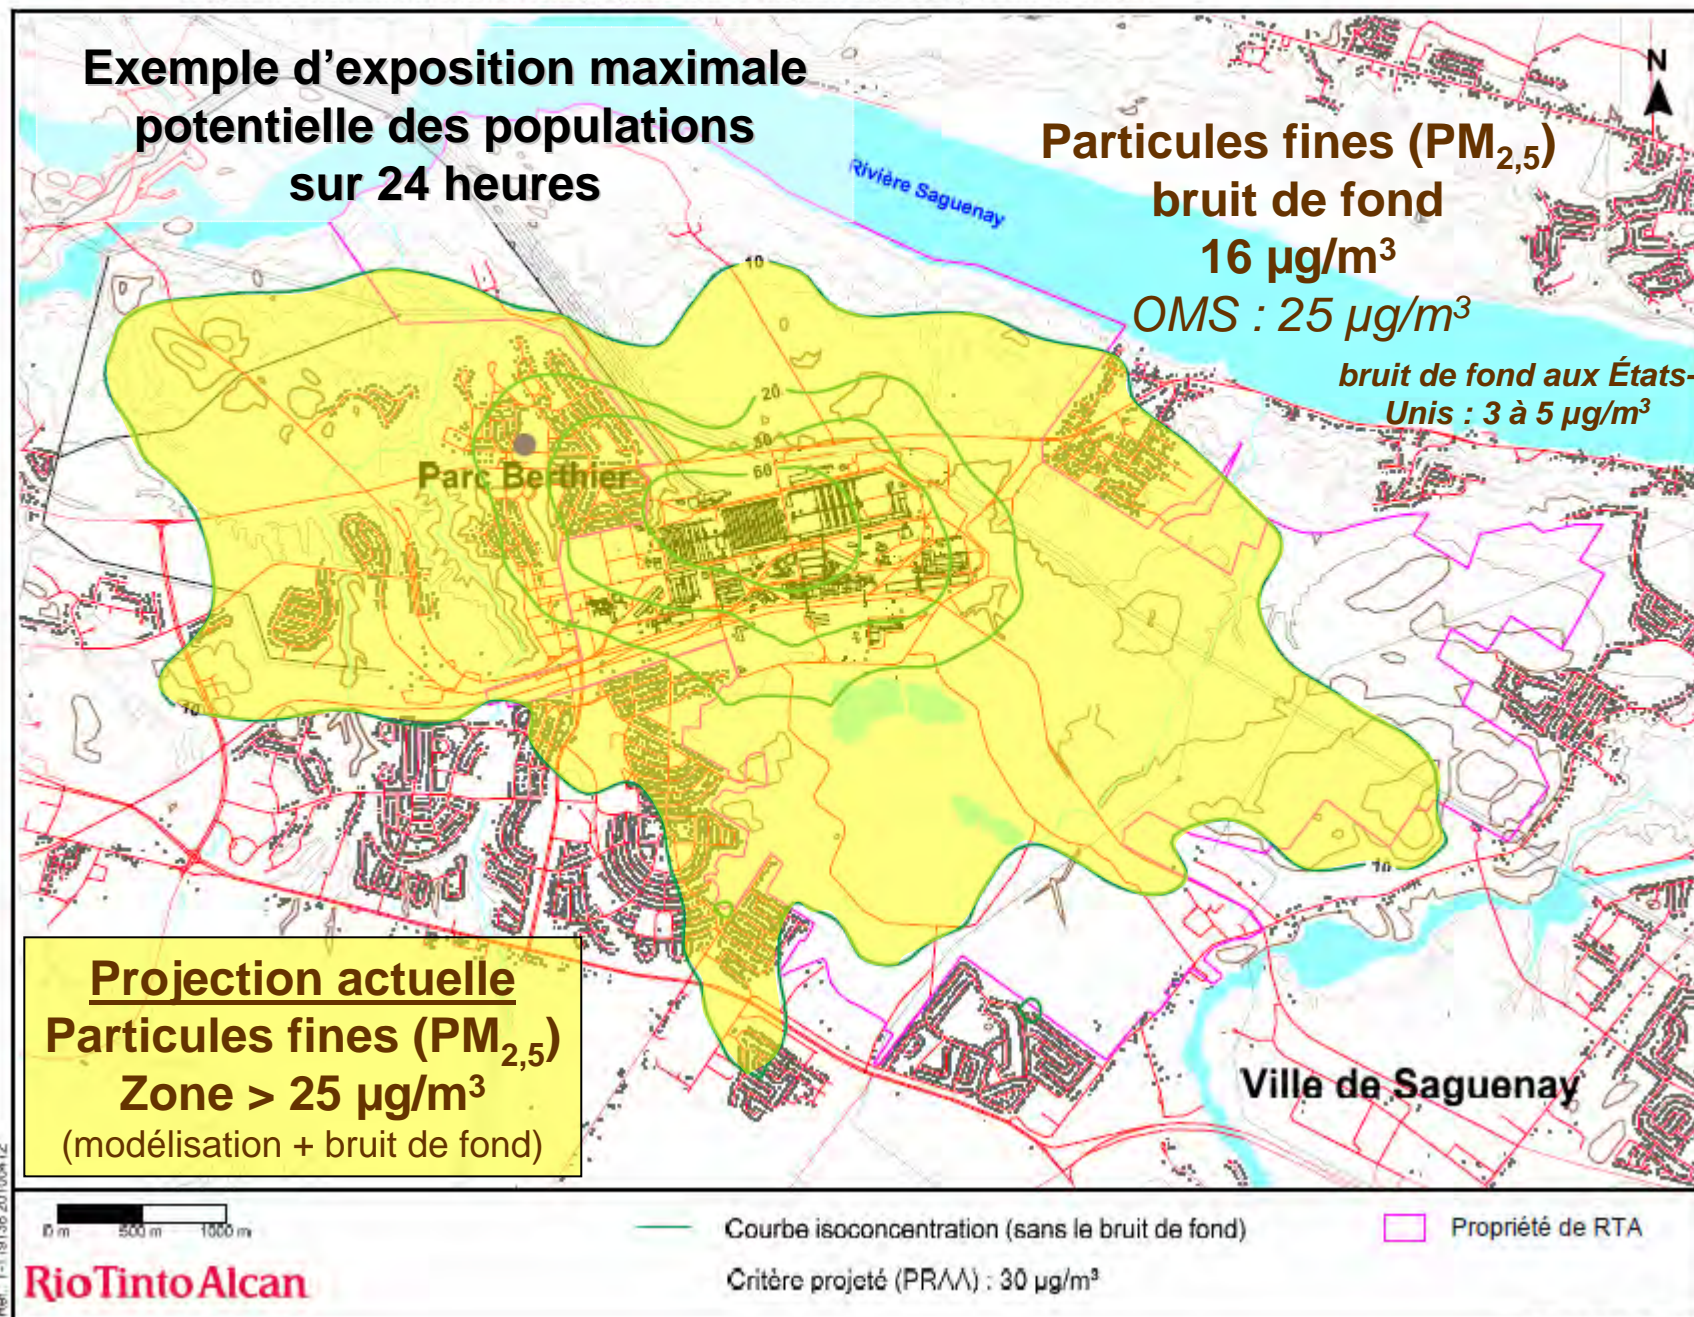 Exemple d'exposition maximale
potentielle des populations
sur 24 heures
N
Rivière Saguenay
Particules fines (PM2,5)
bruit de fond
16 µg/m³
OMS : 25 µg/m³
bruit de fond aux États-
Unis : 3 à 5 µg/m³
10
0
20
60
Parc Berthier
10
10
Projection actuelle
Particules fines (PM2,5)
Zone > 25 µg/m³
(modélisation + bruit de fond)
Ville de Saguenay
0 m 500 m 1000 m
Courbe isoconcentration (sans le bruit de fond)
Propriété de RTA
Critère projeté (PRAA) : 30 µg/m³
RioTintoAlcan